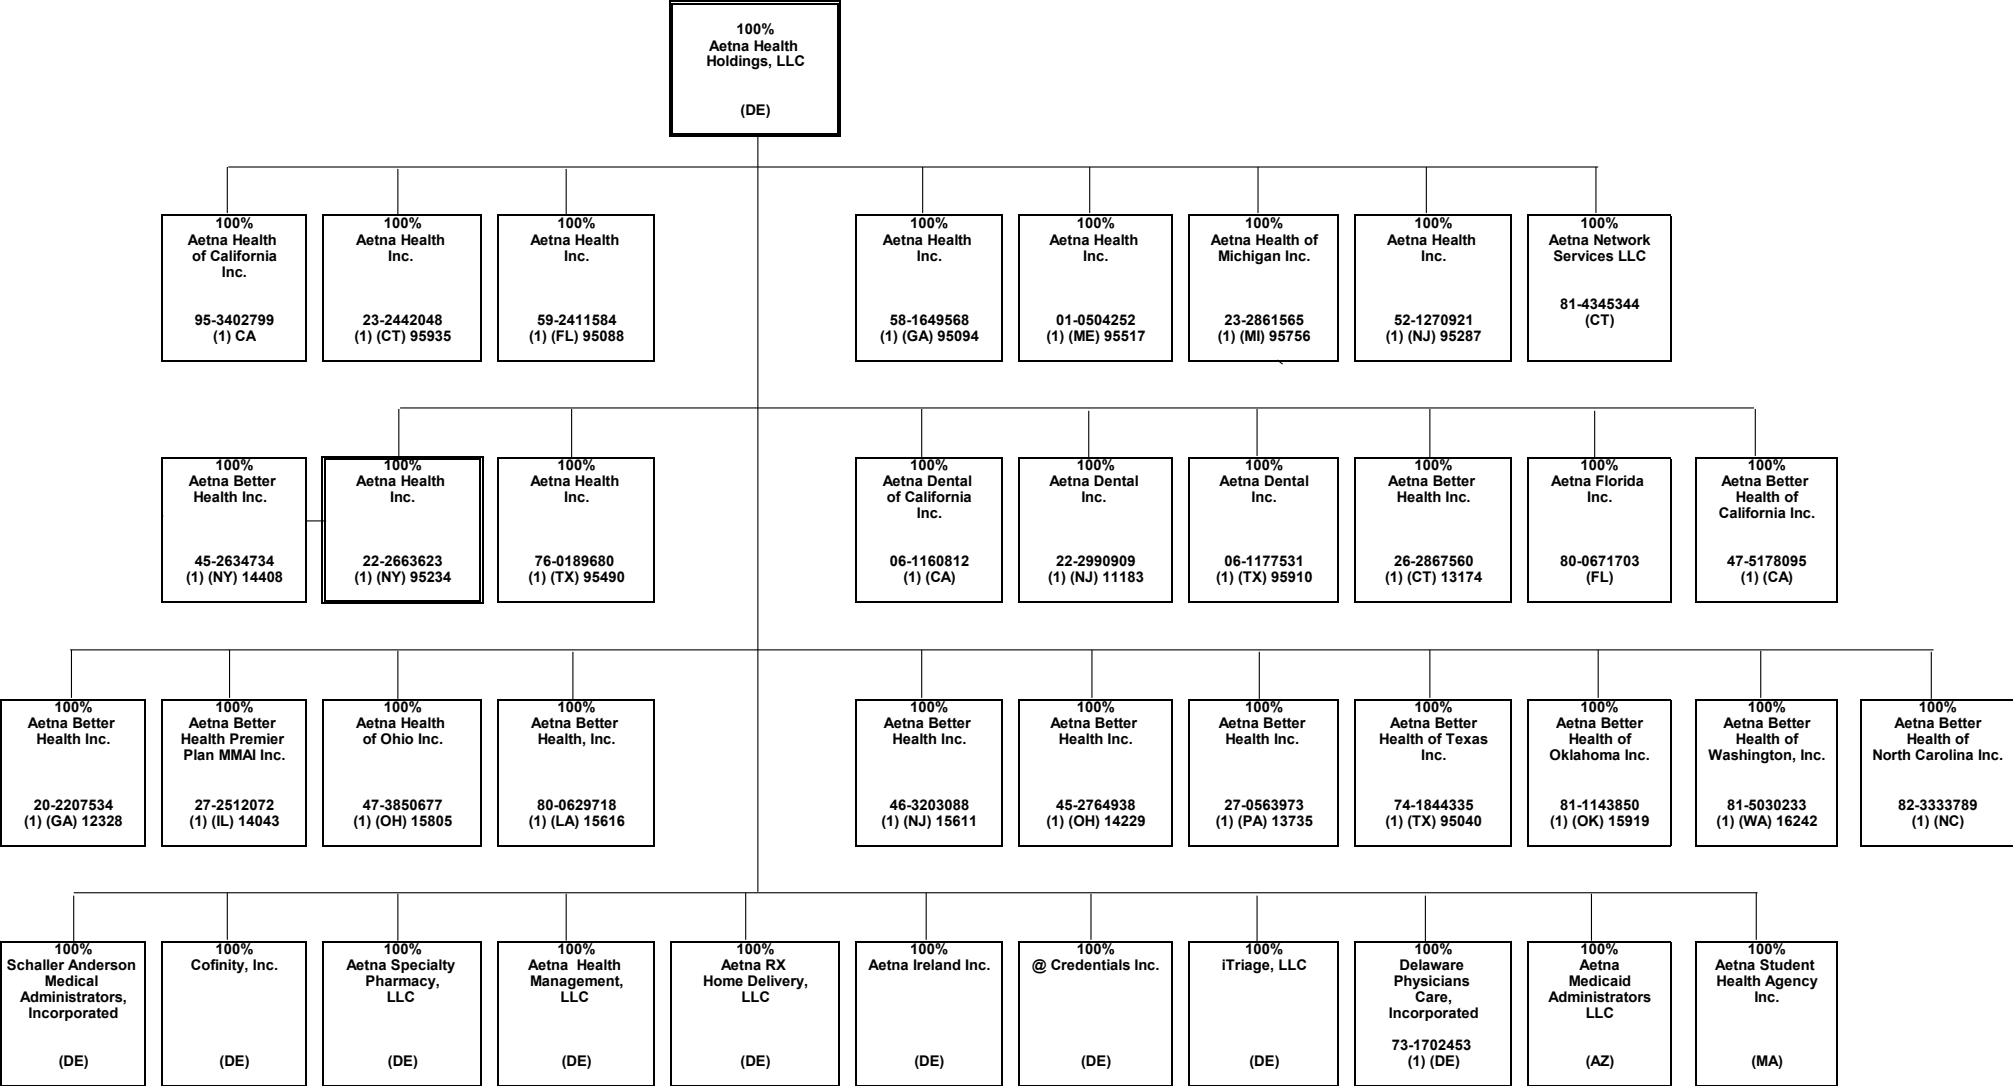 100%
Aetna Health
Holdings, LLC
(DE)
100%
Aetna Health
of California
Inc.
95-3402799
(1) CA
100%
Aetna Health
Inc.
23-2442048
(1) (CT) 95935
100%
Aetna Health
Inc.
59-2411584
(1) (FL) 95088
100%
Aetna Health
Inc.
58-1649568
(1) (GA) 95094
100%
Aetna Health
Inc.
01-0504252
(1) (ME) 95517
100%
Aetna Health of
Michigan Inc.
23-2861565
(1) (MI) 95756
100%
Aetna Health
Inc.
52-1270921
(1) (NJ) 95287
100%
Aetna Network
Services LLC
81-4345344
(CT)
100%
Aetna Better
Health Inc.
45-2634734
(1) (NY) 14408
100%
Aetna Health
Inc.
22-2663623
(1) (NY) 95234
100%
Aetna Health
Inc.
76-0189680
(1) (TX) 95490
100%
Aetna Dental
of California
Inc.
06-1160812
(1) (CA)
100%
Aetna Dental
Inc.
22-2990909
(1) (NJ) 11183
100%
Aetna Dental
Inc.
06-1177531
(1) (TX) 95910
100%
Aetna Better
Health Inc.
26-2867560
(1) (CT) 13174
100%
Aetna Florida
Inc.
80-0671703
(FL)
100%
Aetna Better
Health of
California Inc.
47-5178095
(1) (CA)
100%
Aetna Better
Health Inc.
20-2207534
(1) (GA) 12328
100%
Aetna Better
Health Premier
Plan MMAI Inc.
27-2512072
(1) (IL) 14043
100%
Aetna Health
of Ohio Inc.
47-3850677
(1) (OH) 15805
100%
Aetna Better
Health, Inc.
80-0629718
(1) (LA) 15616
100%
Aetna Better
Health Inc.
46-3203088
(1) (NJ) 15611
100%
Aetna Better
Health Inc.
45-2764938
(1) (OH) 14229
100%
Aetna Better
Health Inc.
27-0563973
(1) (PA) 13735
100%
Aetna Better
Health of Texas
Inc.
74-1844335
(1) (TX) 95040
100%
Aetna Better
Health of
Oklahoma Inc.
81-1143850
(1) (OK) 15919
100%
Aetna Better
Health of
Washington, Inc.
81-5030233
(1) (WA) 16242
100%
Aetna Better
Health of
North Carolina Inc.
82-3333789
(1) (NC)
100%
Schaller Anderson
Medical
Administrators,
Incorporated
(DE)
100%
Cofinity, Inc.
(DE)
100%
Aetna Specialty
Pharmacy,
LLC
(DE)
100%
Aetna Health
Management,
LLC
(DE)
100%
Aetna RX
Home Delivery,
LLC
(DE)
100%
Aetna Ireland Inc.
(DE)
100%
@ Credentials Inc.
(DE)
100%
iTriage, LLC
(DE)
100%
Delaware
Physicians
Care,
Incorporated
73-1702453
(1) (DE)
100%
Aetna
Medicaid
Administrators
LLC
(AZ)
100%
Aetna Student
Health Agency
Inc.
(MA)